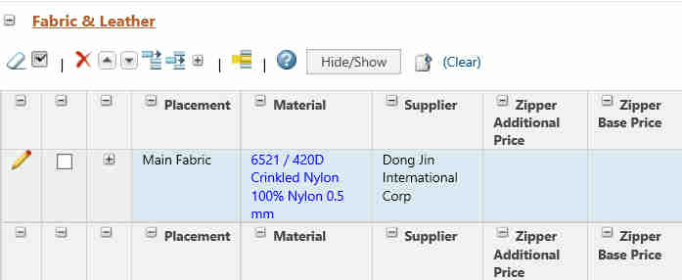 Fabric & Leather
Hide/Show (Clear)
Placement Material Supplier Zipper Additional Price Zipper Base Price
Main Fabric 6521 / 420D Crinkled Nylon 100% Nylon 0.5 mm Dong Jin International Corp
Placement Material Supplier Zipper Additional Price Zipper Base Price